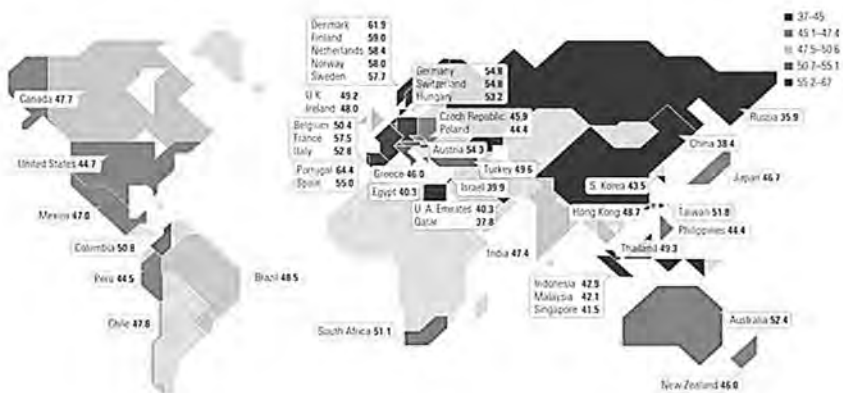 Denmark 61.9
Finland 59.0
Netherlands 58.4
Norway 58.0
Sweden 57.7
Germany 54.8
Switzerland 54.8
Hungary 53.2
37–45
45.1–47.4
47.5–50.6
50.7–55.1
55.2–67
Canada 47.7
U.K. 49.2
Ireland 48.0
Czech Republic 45.9
Poland 44.4
Russia 35.9
Belgium 50.4
France 57.5
Italy 52.8
Austria 54.3
China 38.4
United States 44.7
Portugal 64.4
Spain 55.0
Greece 46.0
Turkey 49.6
Japan 46.7
Egypt 40.3
Israel 39.9
S. Korea 43.5
Mexico 47.0
U. A. Emirates 40.3
Qatar 37.8
Hong Kong 48.7
Taiwan 51.8
Philippines 44.4
Colombia 50.8
India 47.4
Thailand 49.3
Peru 44.5
Brazil 48.5
Indonesia 42.9
Malaysia 42.1
Singapore 41.5
Chile 47.8
South Africa 51.1
Australia 52.4
New Zealand 46.0